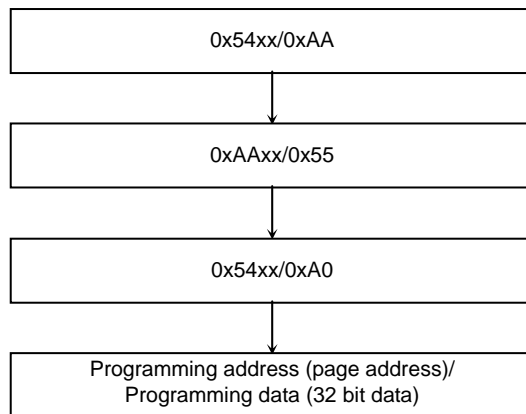 0x54xx/0xAA
0xAAxx/0x55
0x54xx/0xA0
Programming address (page address)/
Programming data (32 bit data)